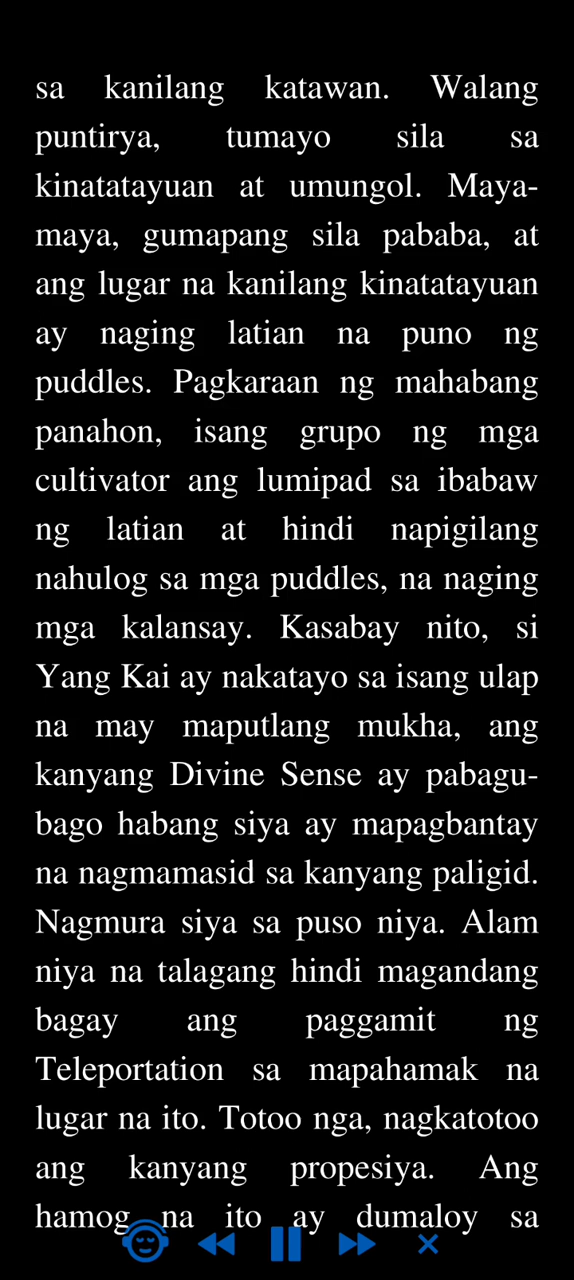 sa kanilang katawan. Walang
puntirya, tumayo sila sa
kinatatayuan at umungol. Maya-
maya, gumapang sila pababa, at
ang lugar na kanilang kinatatayuan
ay naging latian na puno ng
puddles. Pagkaraan ng mahabang
panahon, isang grupo ng mga
cultivator ang lumipad sa ibabaw
ng latian at hindi napigilang
nahulog sa mga puddles, na naging
mga kalansay. Kasabay nito, si
Yang Kai ay nakatayo sa isang ulap
na may maputlang mukha, ang
kanyang Divine Sense ay pabagu-
bago habang siya ay mapagbantay
na nagmamasid sa kanyang paligid.
Nagmura siya sa puso niya. Alam
niya na talagang hindi magandang
bagay ang paggamit ng
Teleportation sa mapahamak na
lugar na ito. Totoo nga, nagkatotoo
ang kanyang propesiya. Ang
hamog na ito ay dumaloy sa